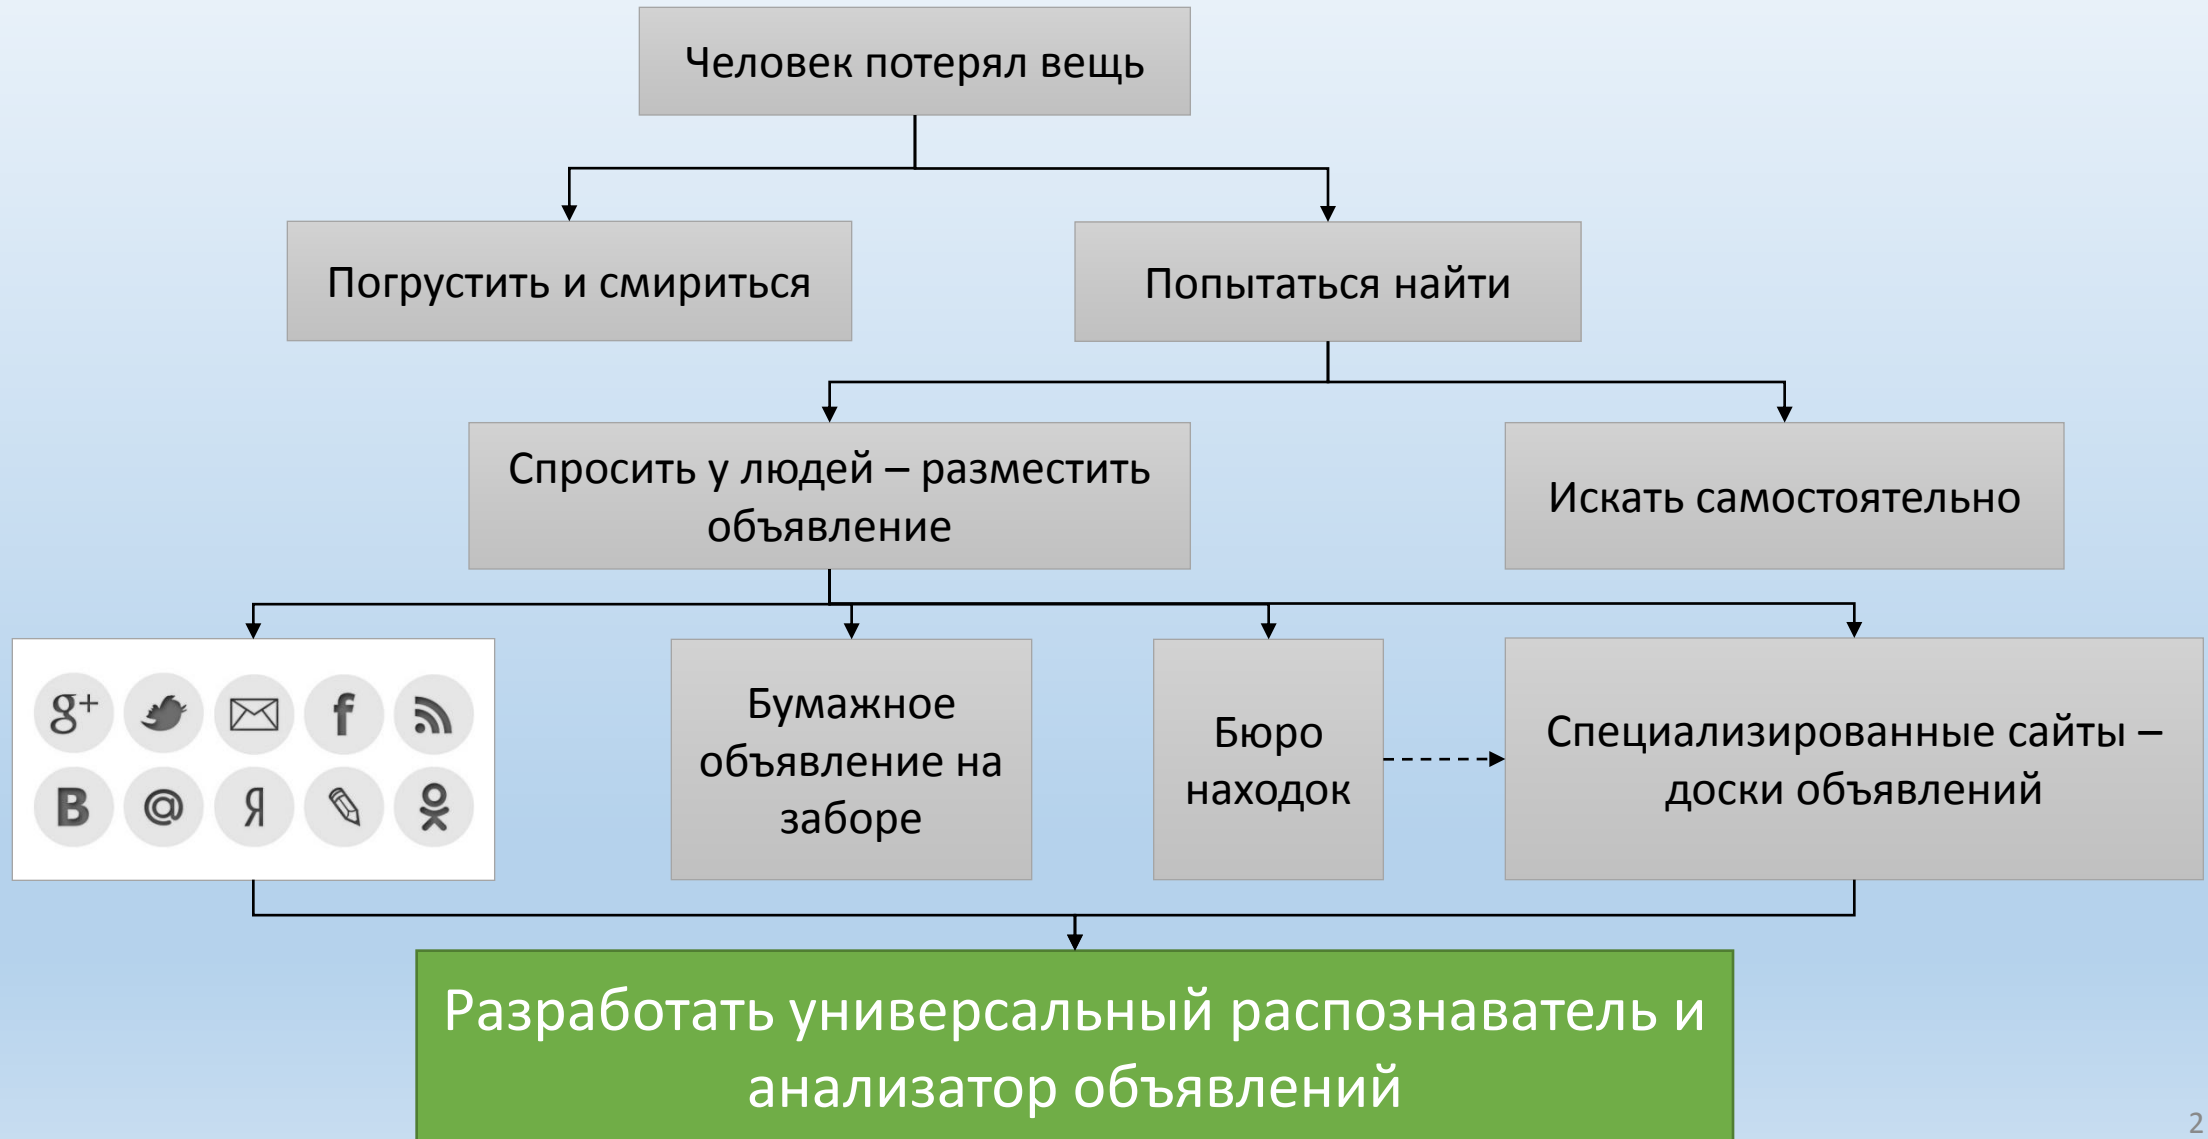 Человек потерял вещь
Погрустить и смириться
Попытаться найти
Спросить у людей – разместить
объявление
Искать самостоятельно
g+ f
B @ Я
Бумажное
объявление на
заборе
Бюро
находок
Специализированные сайты –
доски объявлений
Разработать универсальный распознаватель и
анализатор объявлений
2